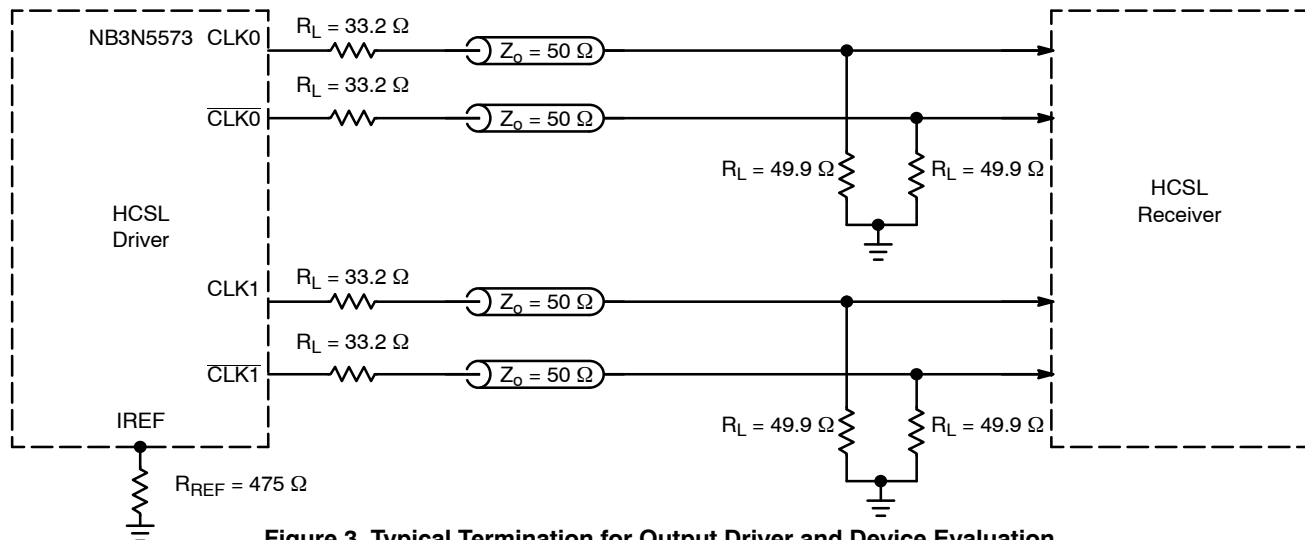 NB3N5573 CLK0
R_L = 33.2 Ω
Z_o = 50 Ω
R_L = 33.2 Ω
C̅L̅K̅0̅
Z_o = 50 Ω
R_L = 49.9 Ω
R_L = 49.9 Ω
HCSL
Driver
HCSL
Receiver
CLK1
R_L = 33.2 Ω
Z_o = 50 Ω
R_L = 33.2 Ω
C̅L̅K̅1̅
Z_o = 50 Ω
IREF
R_L = 49.9 Ω
R_L = 49.9 Ω
R_REF = 475 Ω
Figure 3. Typical Termination for Output Driver and Device Evaluation